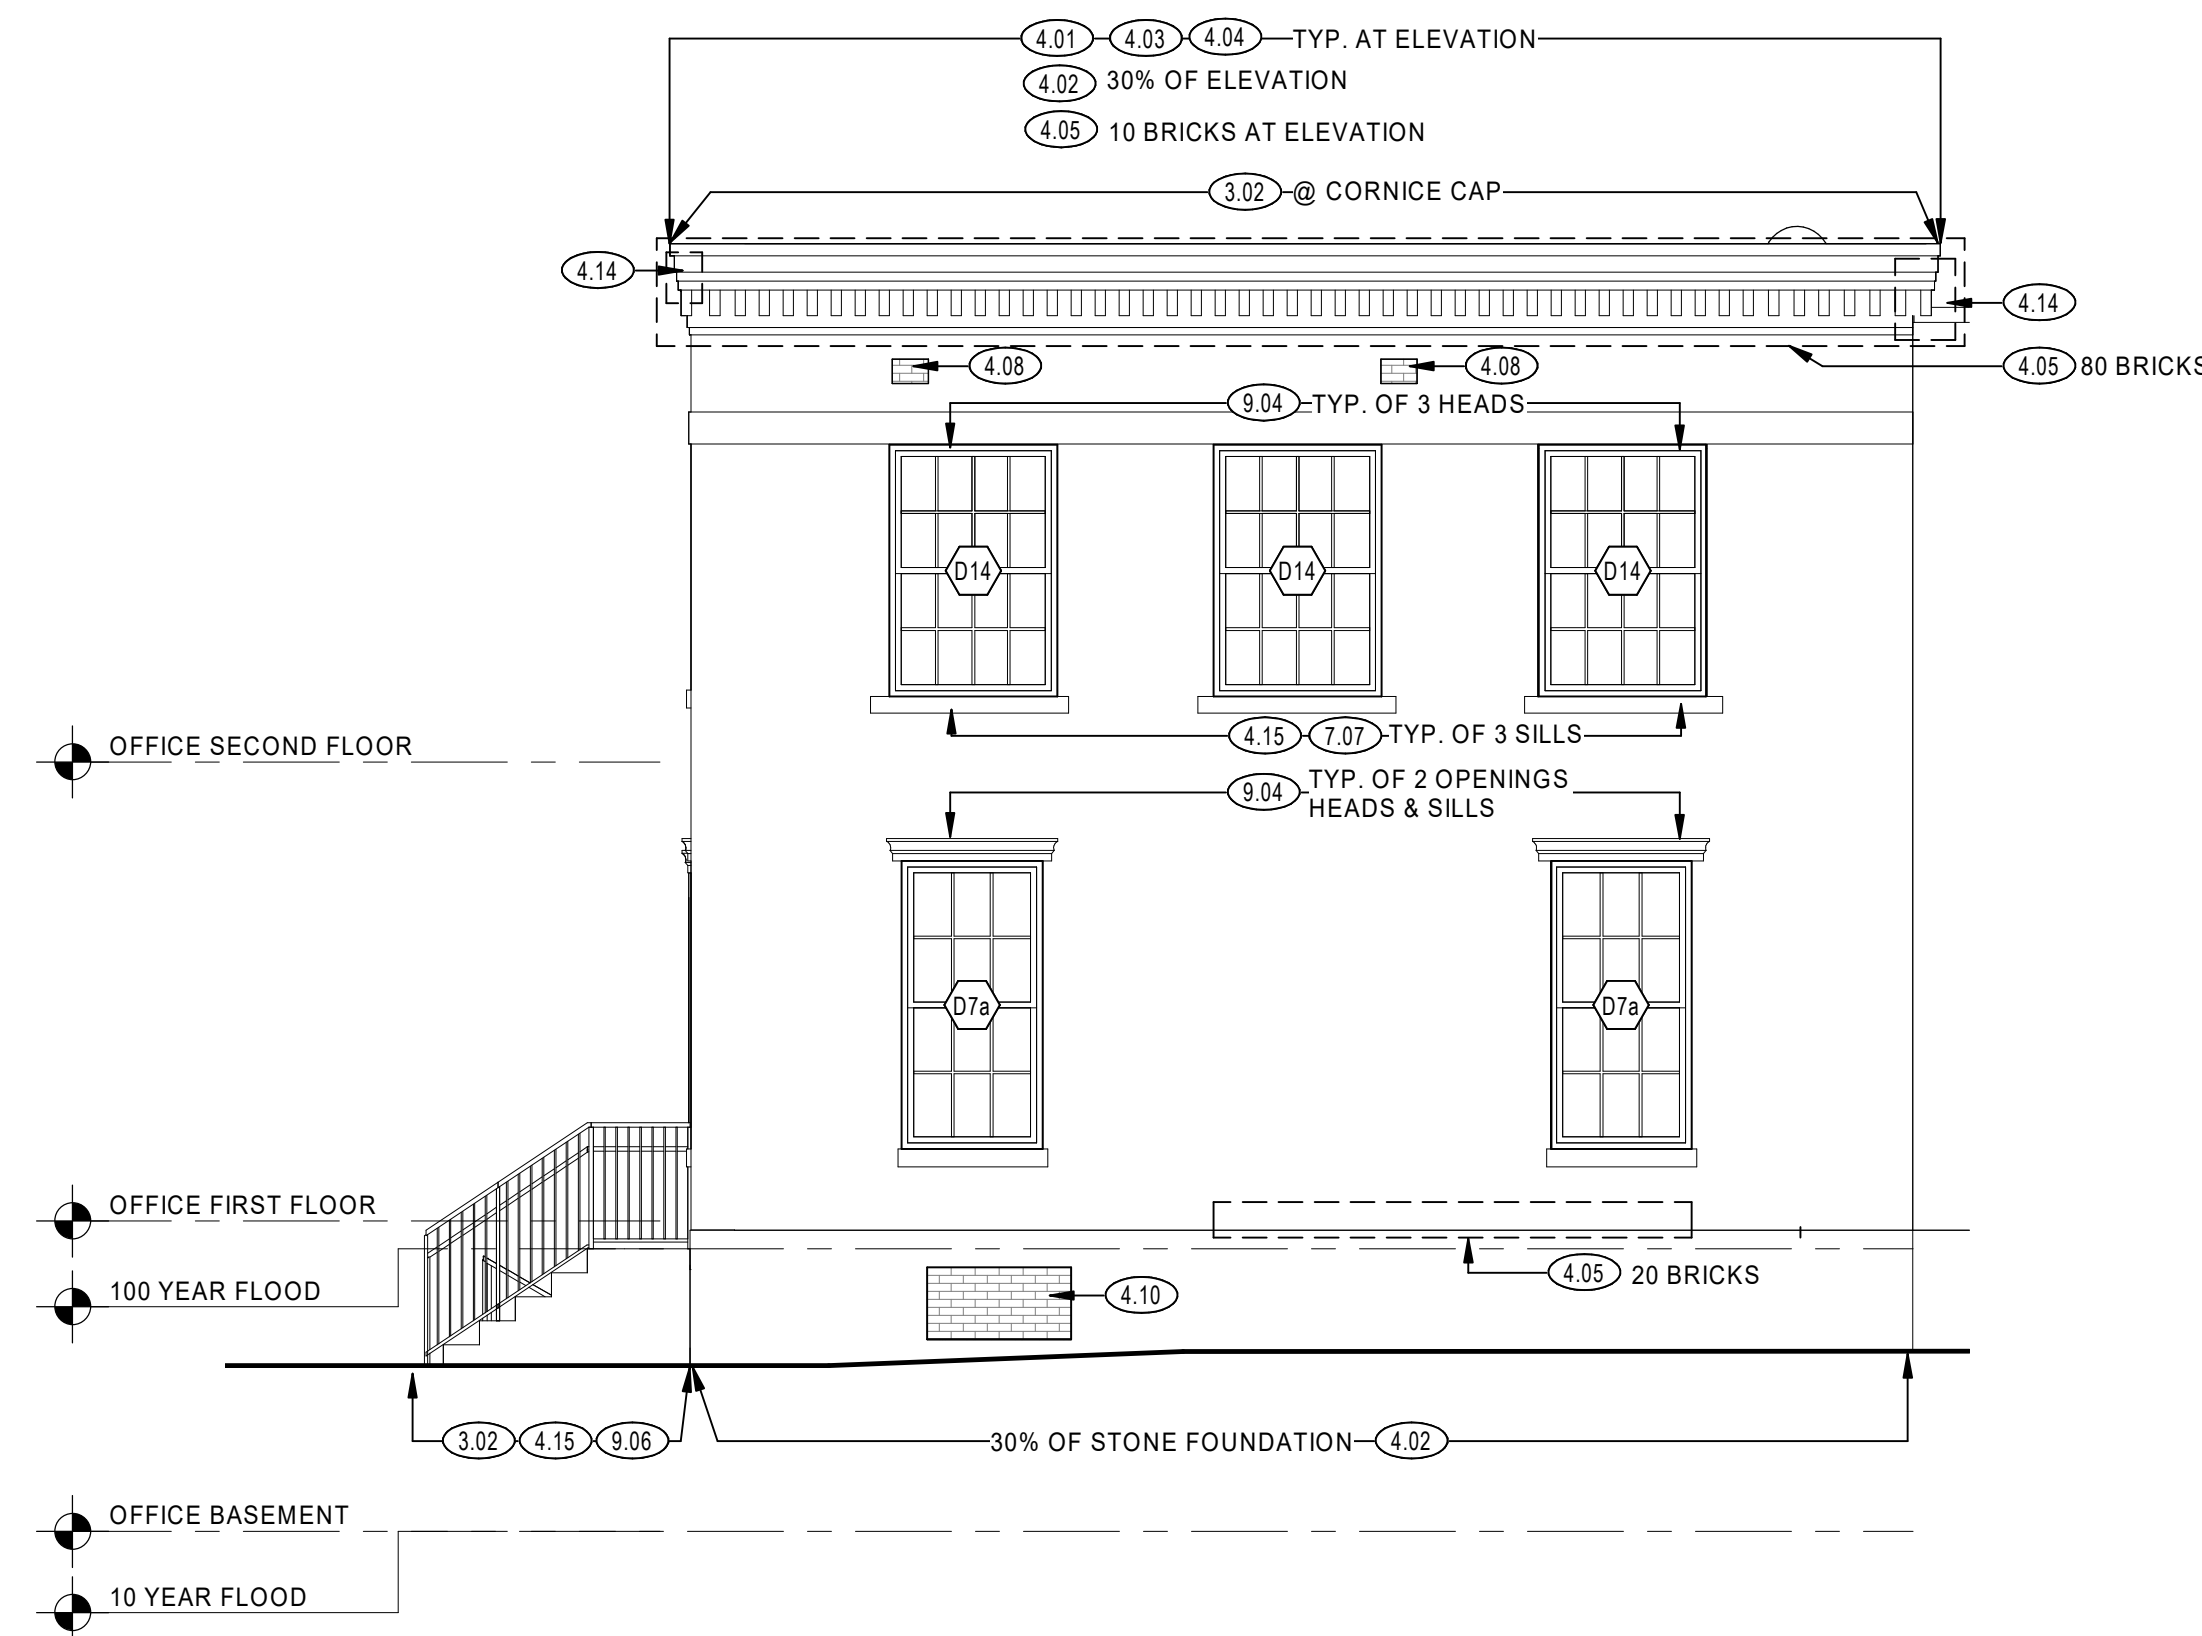 4.01 4.03 4.04 TYP. AT ELEVATION
4.02 30% OF ELEVATION
4.05 10 BRICKS AT ELEVATION
3.02 @ CORNICE CAP
4.14
4.14
4.08 4.08
4.05 80 BRICKS
9.04 TYP. OF 3 HEADS
D14 D14 D14
4.15 7.07 TYP. OF 3 SILLS
OFFICE SECOND FLOOR
9.04 TYP. OF 2 OPENINGS
HEADS & SILLS
D7a D7a
OFFICE FIRST FLOOR
4.05 20 BRICKS
100 YEAR FLOOD
4.10
3.02 4.15 9.06
30% OF STONE FOUNDATION 4.02
OFFICE BASEMENT
10 YEAR FLOOD